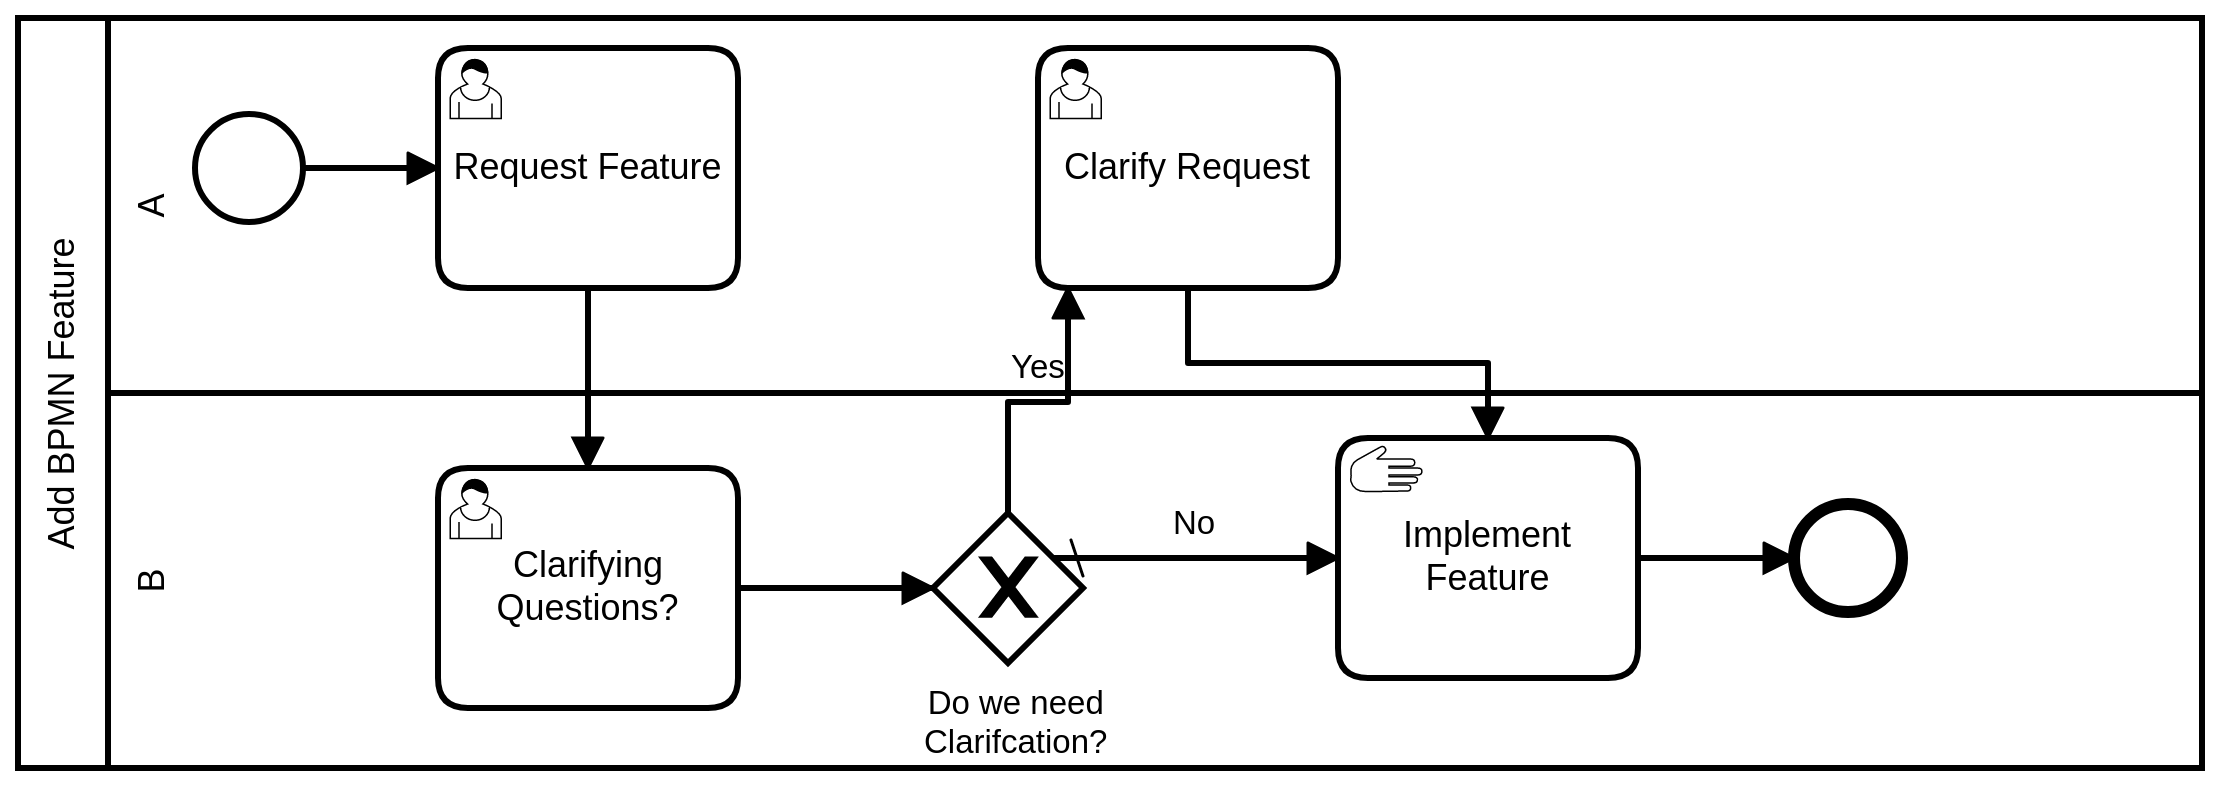 Add BPMN Feature
A
Request Feature
Clarify Request
Yes
B
Clarifying
Questions?
X
Do we need
Clarifcation?
No
Implement
Feature